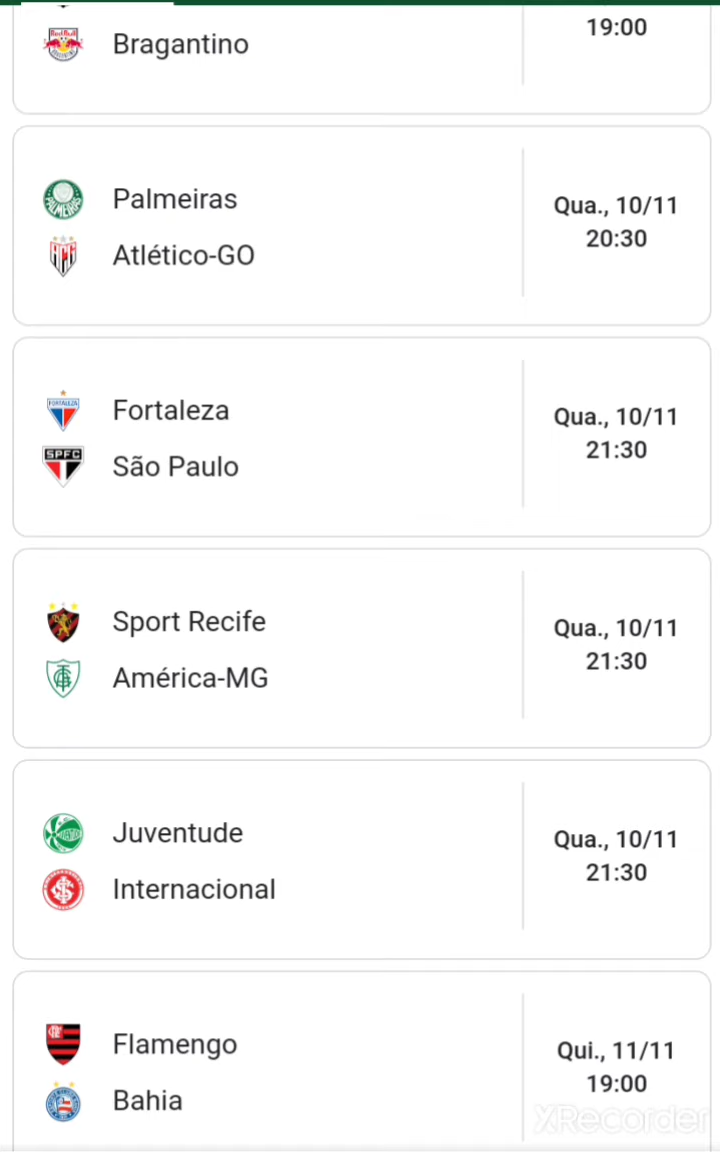 19:00
Bragantino
Palmeiras
Qua., 10/11
20:30
Atlético-GO
Fortaleza
Qua., 10/11
21:30
São Paulo
SPFC
Sport Recife
Qua., 10/11
21:30
América-MG
Juventude
Qua., 10/11
21:30
Internacional
Flamengo
Qui., 11/11
19:00
Bahia
XRecorder